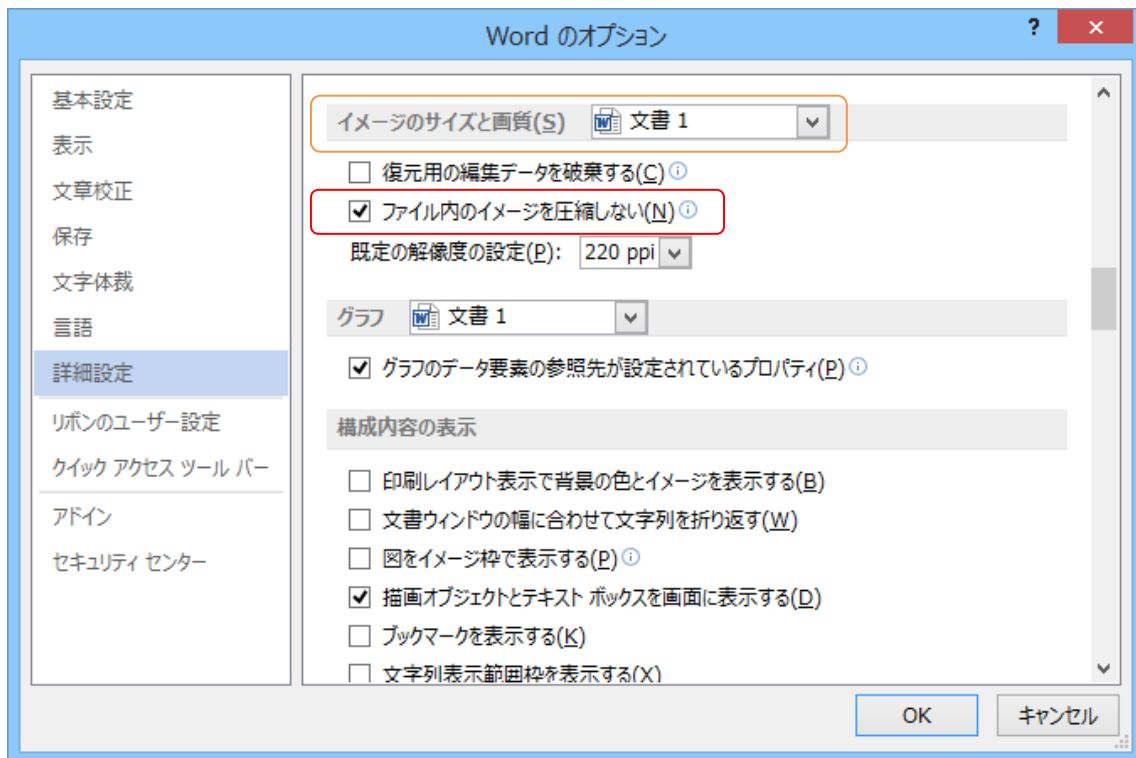 Word のオプション
?
基本設定
表示
文章校正
保存
文字体裁
言語
詳細設定
リボンのユーザー設定
クイック アクセス ツール バー
アドイン
セキュリティ センター
イメージのサイズと画質(S) 文書 1
復元用の編集データを破棄する(C)
ファイル内のイメージを圧縮しない(N)
既定の解像度の設定(P): 220 ppi
グラフ 文書 1
グラフのデータ要素の参照先が設定されているプロパティ(P)
構成内容の表示
印刷レイアウト表示で背景の色とイメージを表示する(B)
文書ウィンドウの幅に合わせて文字列を折り返す(W)
図をイメージ枠で表示する(P)
描画オブジェクトとテキスト ボックスを画面に表示する(D)
ブックマークを表示する(K)
文字列表示範囲枠を表示する(X)
OK キャンセル